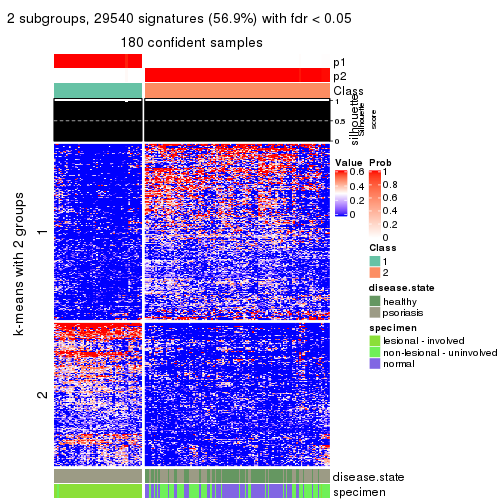 2 subgroups, 29540 signatures (56.9%) with fdr < 0.05
180 confident samples
p1
p2
Class
silhouette
Silhouette
score
1
0.5
0
k-means with 2 groups
1
2
Value
0.6
0.4
0.2
0
Prob
1
0.8
0.6
0.4
0.2
0
Class
1
2
disease.state
healthy
psoriasis
specimen
lesional - involved
non-lesional - uninvolved
normal
disease.state
specimen